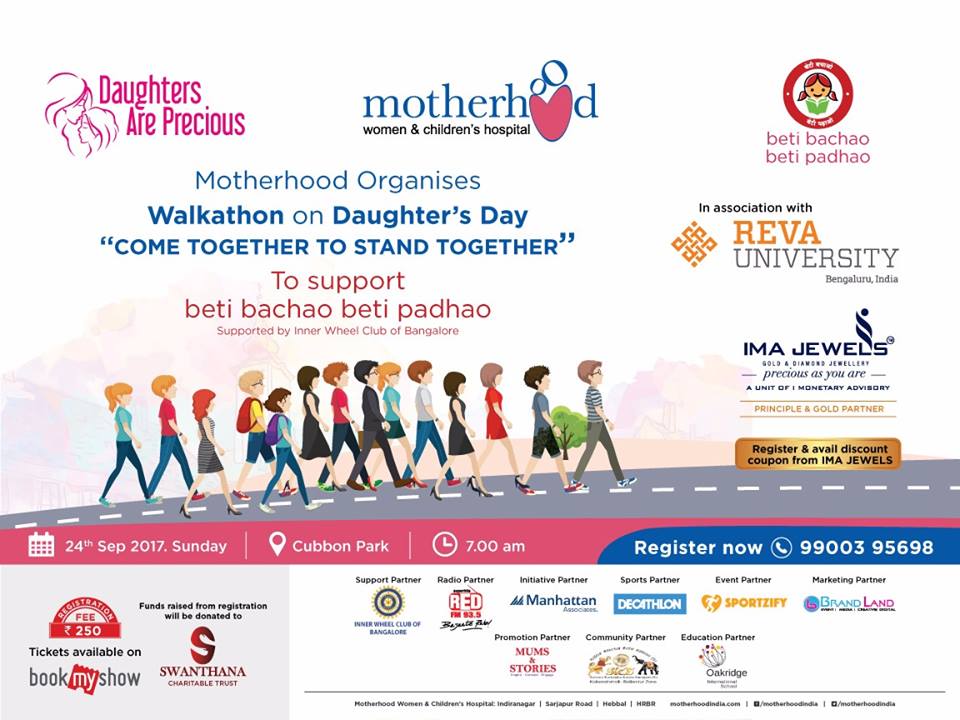 Daughters
Are Precious
motherhood
women & children's hospital
बेटी बचाओ
बेटी पढ़ाओ
beti bachao
beti padhao
Motherhood Organises
Walkathon on Daughter's Day
“COME TOGETHER TO STAND TOGETHER”
To support
beti bachao beti padhao
Supported by Inner Wheel Club of Bangalore
In association with
REVA
UNIVERSITY
Bengaluru, India
IMA JEWELS
GOLD & DIAMOND JEWELLERY
precious as you are
A UNIT OF I MONETARY ADVISORY
PRINCIPLE & GOLD PARTNER
Register & avail discount
coupon from IMA JEWELS
24th Sep 2017. Sunday
Cubbon Park
7.00 am
Register now 99003 95698
REGISTRATION
FEE
₹ 250
Tickets available on
bookmyshow
Funds raised from registration
will be donated to
SWANTHANA
CHARITABLE TRUST
Support Partner
INNER WHEEL CLUB OF
BANGALORE
Radio Partner
RED
FM 93.5
Bajaate Raho!
Initiative Partner
Manhattan
Associates.
Sports Partner
DECATHLON
Event Partner
SPORTZIFY
Marketing Partner
BRAND LAND
EVENT | MEDIA | CREATIVE DIGITAL
Promotion Partner
MUMS
&
STORIES
Community Partner
Education Partner
Oakridge
International
School
Motherhood Women & Children's Hospital: Indiranagar | Sarjapur Road | Hebbal | HRBR motherhoodindia.com | /motherhoodindia | /motherhoodindia